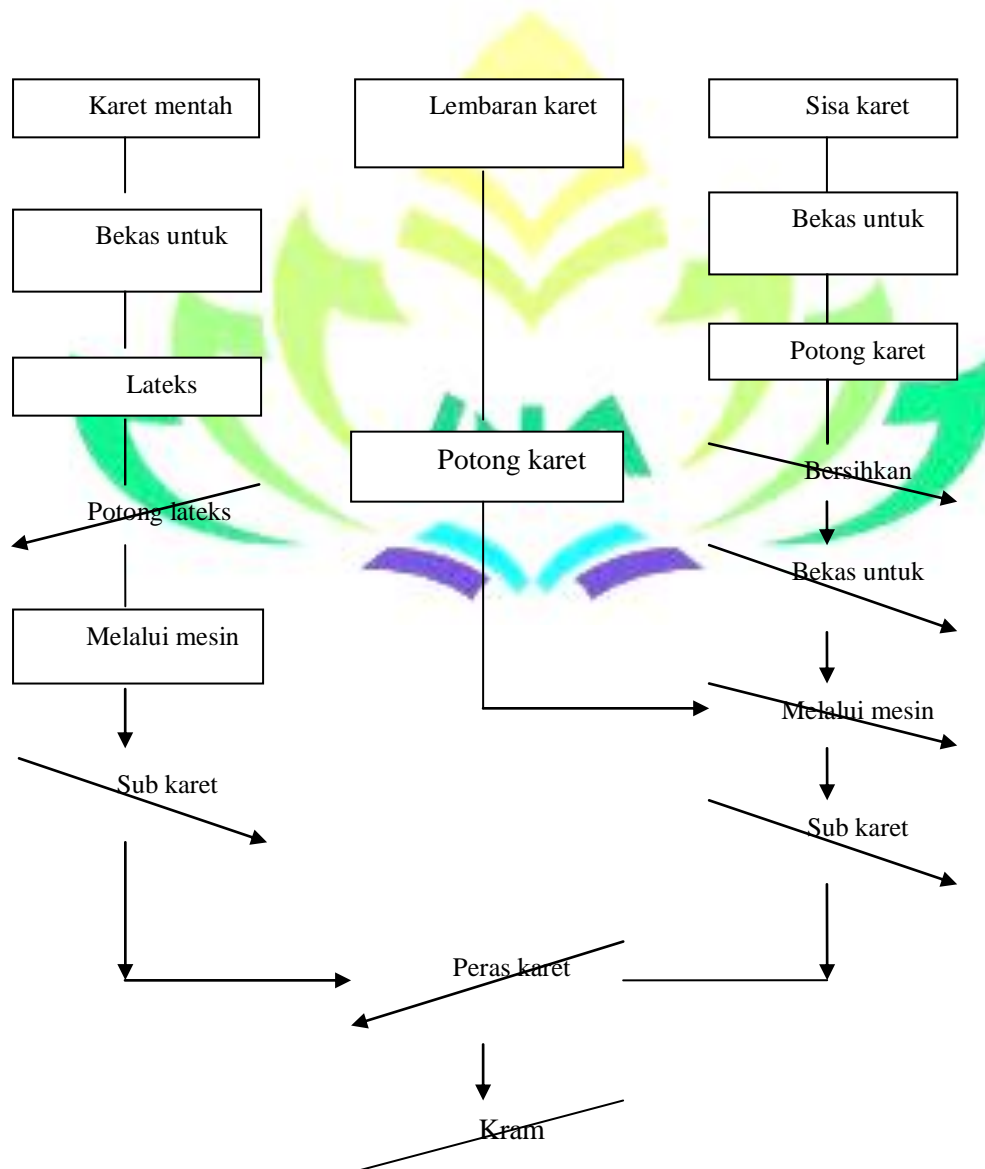 Karet mentah
Lembaran karet
Sisa karet
Bekas untuk
Bekas untuk
Potong karet
Lateks
Potong karet
Bersihkan
Potong lateks
Bekas untuk
Melalui mesin
Melalui mesin
Sub karet
Sub karet
Peras karet
Kram